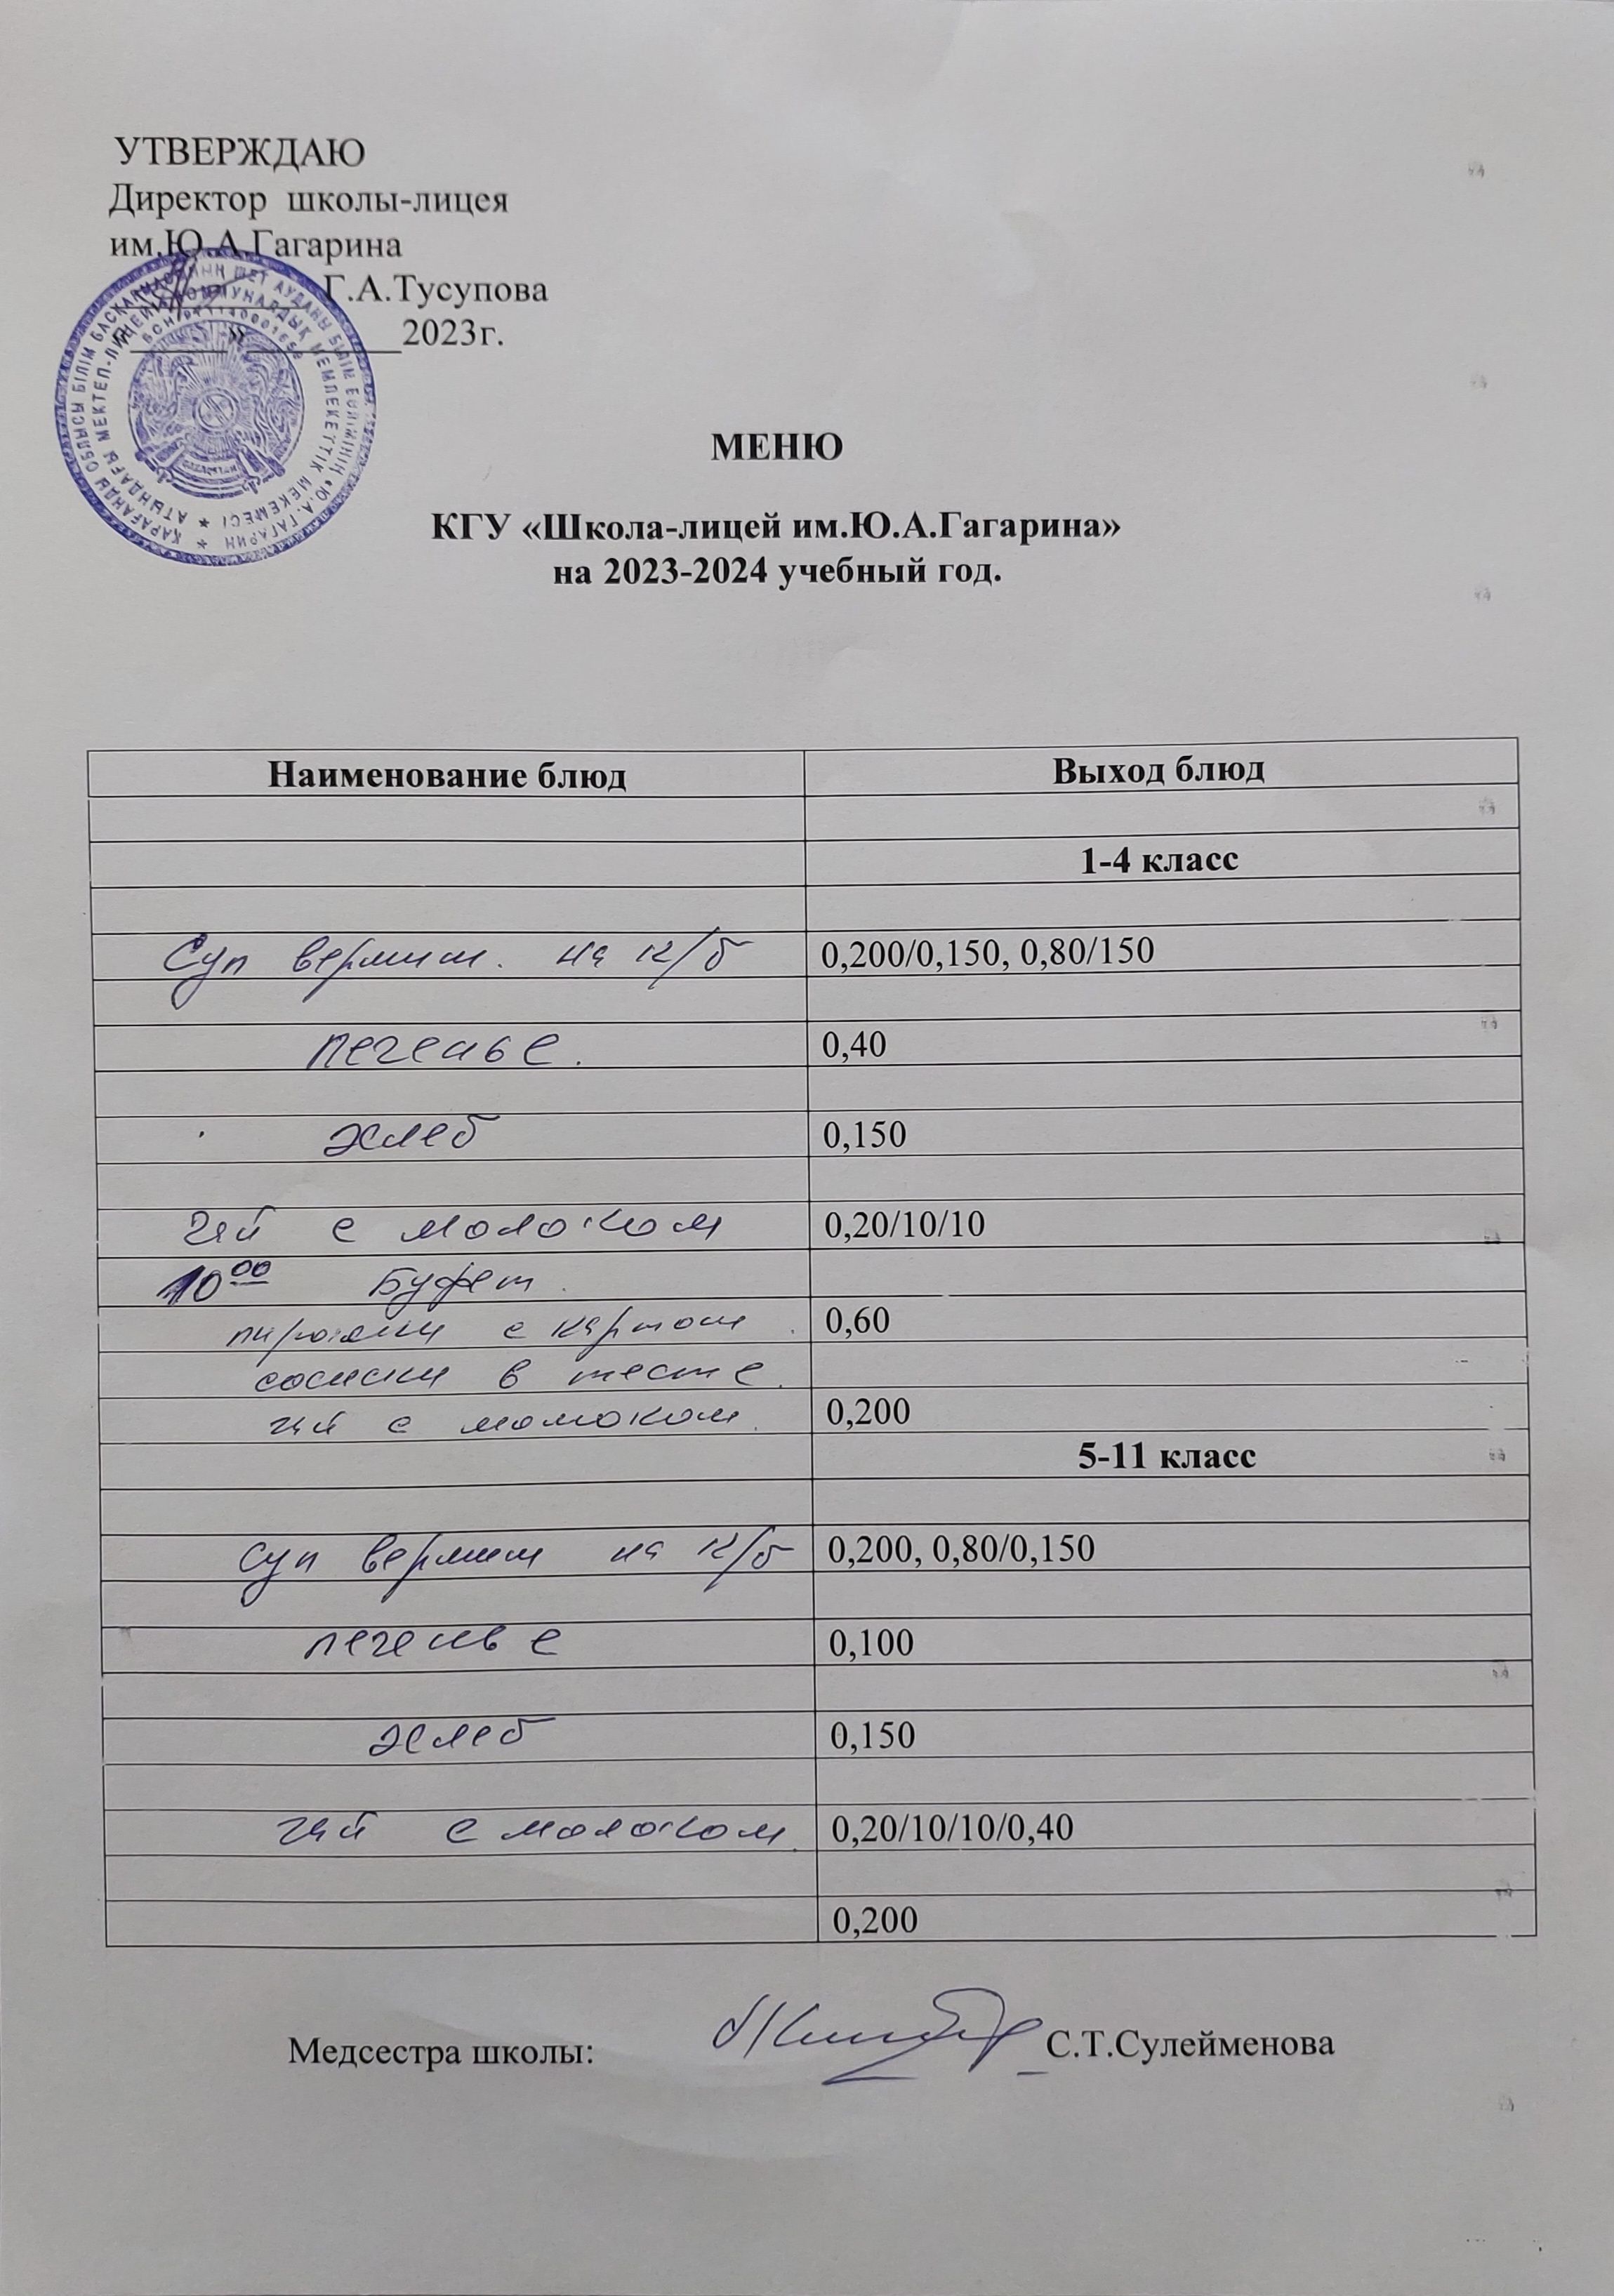 УТВЕРЖДАЮ
Директор школы-лицея
им.Ю.А.Гагарина
Г.А.Тусупова
«_____»________2023г.
МЕНЮ
КГУ «Школа-лицей им.Ю.А.Гагарина»
на 2023-2024 учебный год.
Наименование блюд Выход блюд
1-4 класс
Суп вермиш. на к/б 0,200/0,150, 0,80/150
печенье. 0,40
хлеб 0,150
чай с молоком 0,20/10/10
10⁰⁰ Буфет.
пирожки с картош. 0,60
сосиски в тесте.
чай с молоком. 0,200
5-11 класс
Суп вермиш на к/б 0,200, 0,80/0,150
печенье 0,100
хлеб 0,150
чай с молоком. 0,20/10/10/0,40
0,200
Медсестра школы: С.Т.Сулейменова